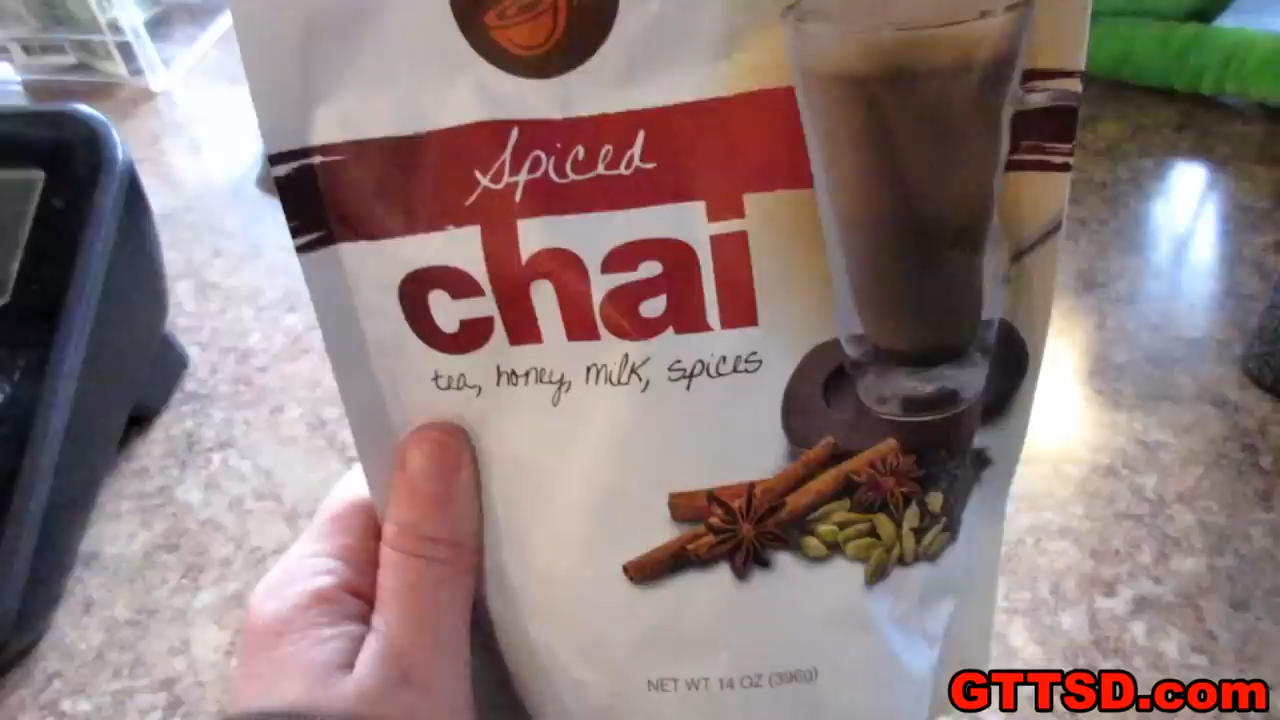 Spiced
chai
tea, honey, milk, spices
NET WT 14 OZ (396g)
GTTSD.com